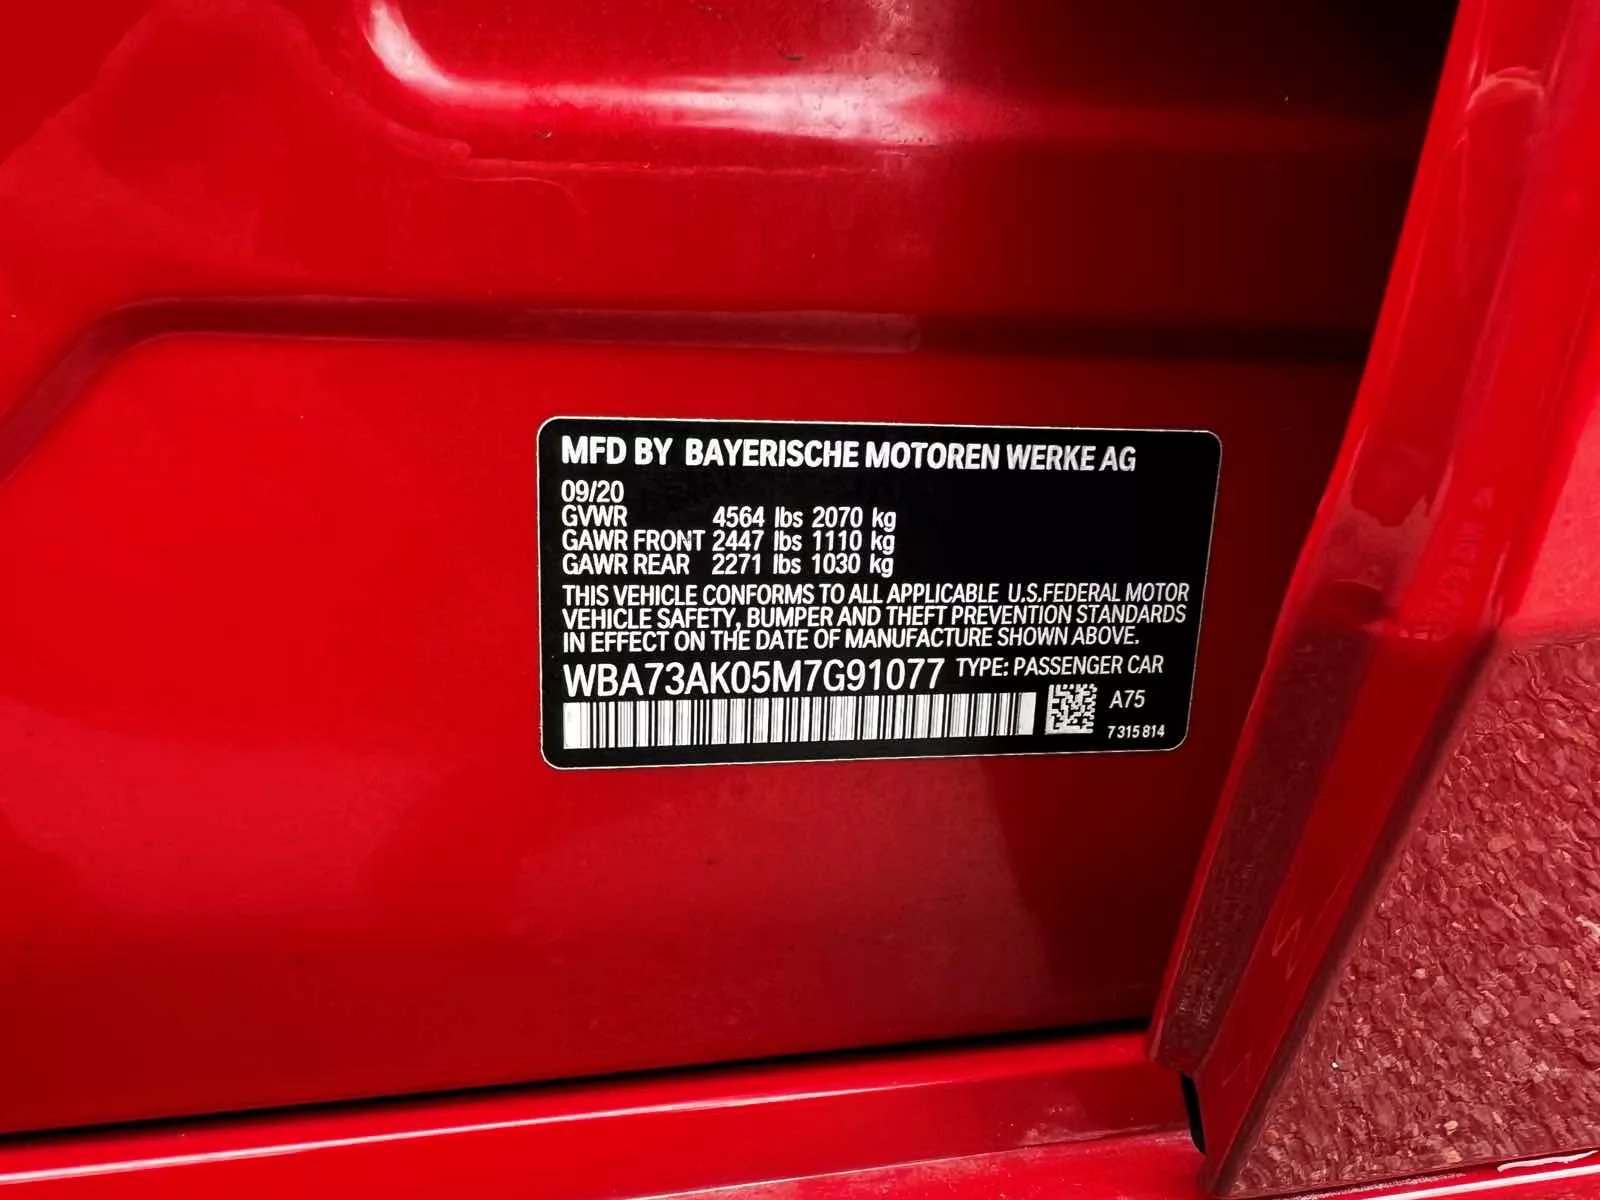 MFD BY BAYERISCHE MOTOREN WERKE AG
09/20
GVWR 4564 lbs 2070 kg
GAWR FRONT 2447 lbs 1110 kg
GAWR REAR 2271 lbs 1030 kg
THIS VEHICLE CONFORMS TO ALL APPLICABLE U.S.FEDERAL MOTOR
VEHICLE SAFETY, BUMPER AND THEFT PREVENTION STANDARDS
IN EFFECT ON THE DATE OF MANUFACTURE SHOWN ABOVE.
WBA73AK05M7G91077 TYPE: PASSENGER CAR
A75
7 315 814